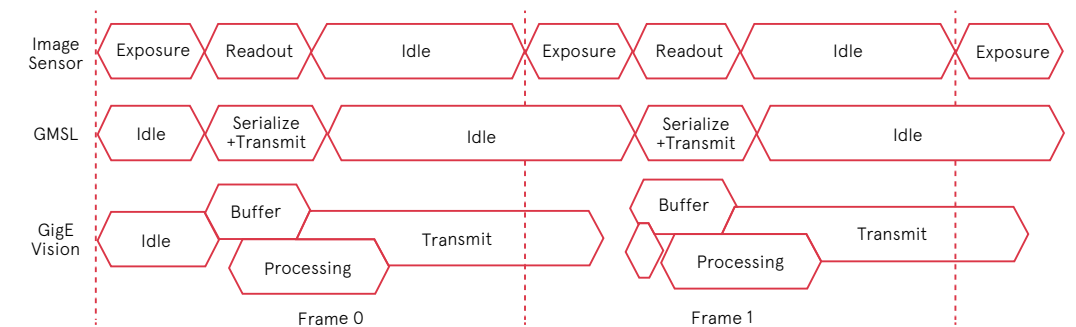 Image
Sensor
Exposure
Readout
Idle
Exposure
Readout
Idle
Exposure
GMSL
Idle
Serialize
+Transmit
Idle
Serialize
+Transmit
Idle
GigE
Vision
Idle
Buffer
Processing
Transmit
Buffer
Processing
Transmit
Frame 0
Frame 1